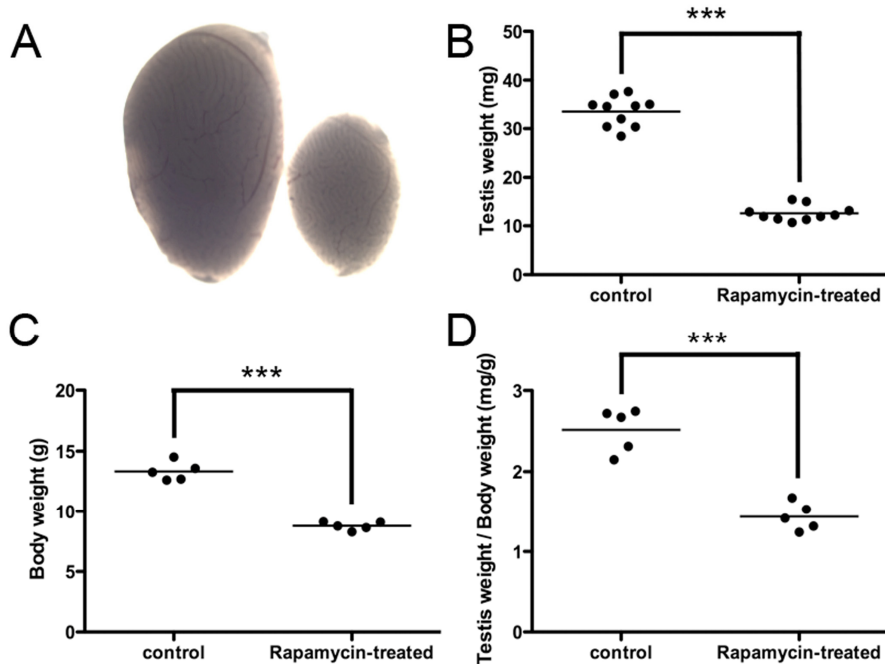 A
B
***
Testis weight (mg)
50
40
30
20
10
0
control Rapamycin-treated
C
***
Body weight (g)
20
15
10
5
0
control Rapamycin-treated
D
***
Testis weight / Body weight (mg/g)
3
2
1
0
control Rapamycin-treated